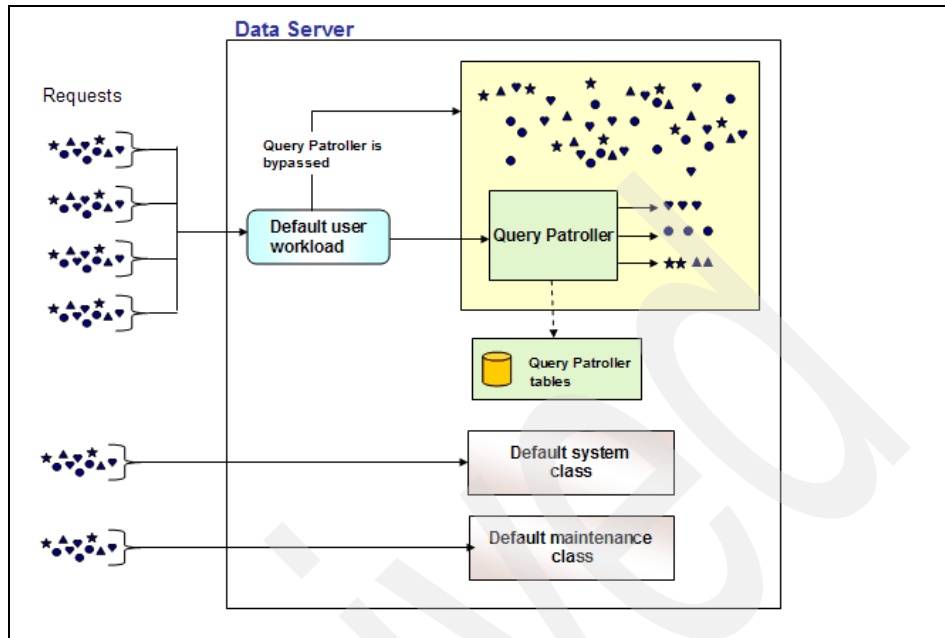 Data Server
Requests
Query Patroller is
bypassed
Default user
workload
Query Patroller
Query Patroller
tables
Default system
class
Default maintenance
class